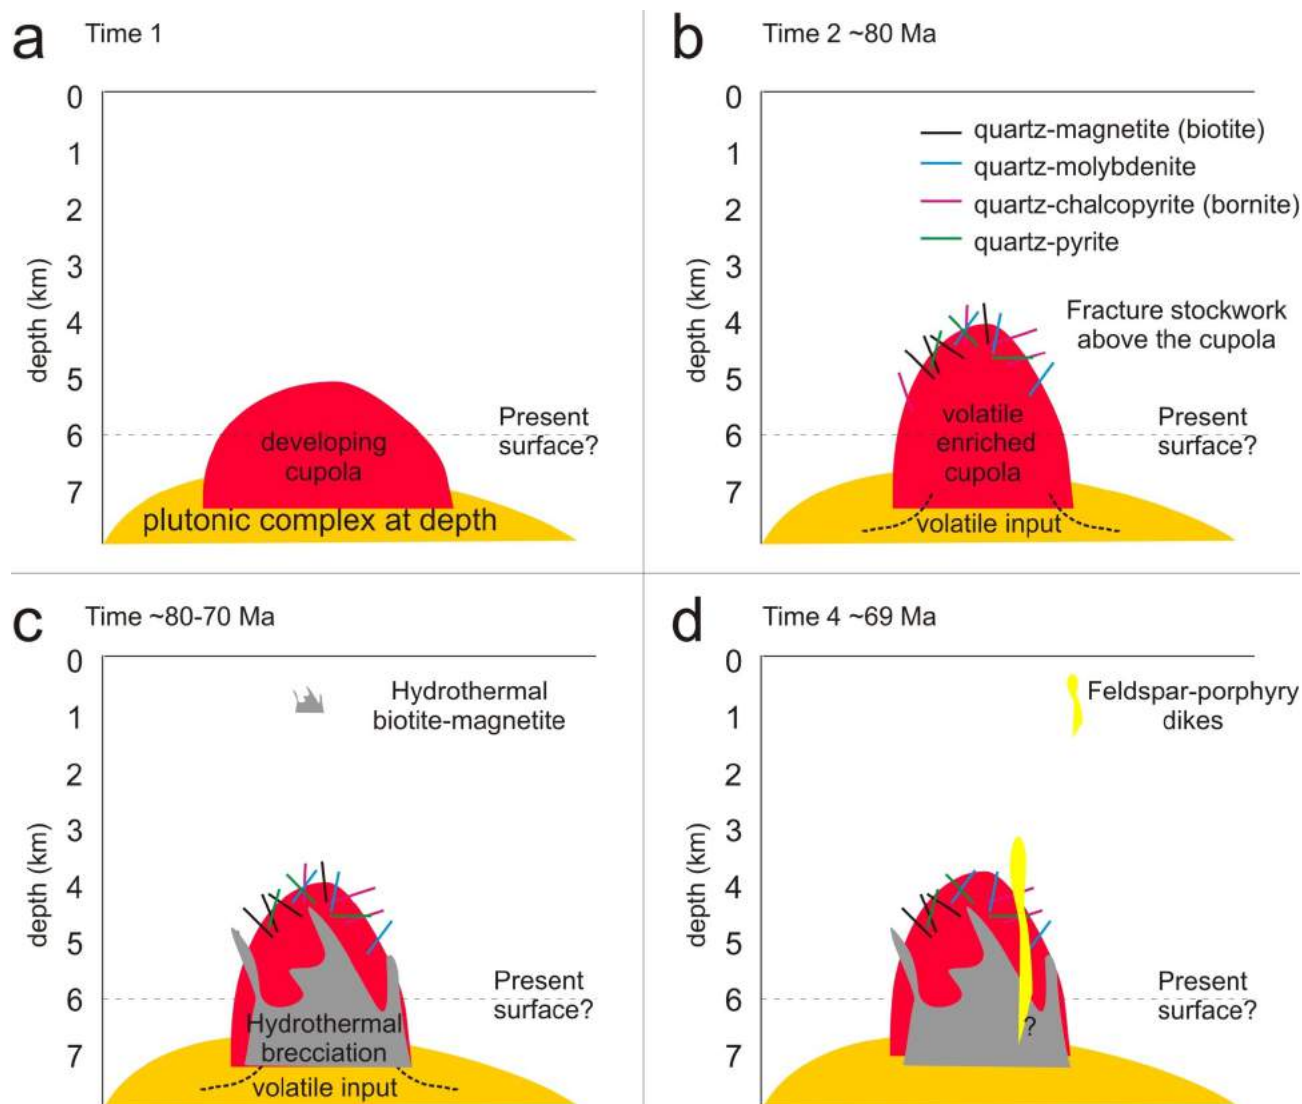 a
Time 1
0
1
2
3
4
5
6
7
depth (km)
Present
surface?
developing
cupola
plutonic complex at depth
b
Time 2 ~80 Ma
0
1
2
3
4
5
6
7
depth (km)
quartz-magnetite (biotite)
quartz-molybdenite
quartz-chalcopyrite (bornite)
quartz-pyrite
Fracture stockwork
above the cupola
volatile
enriched
cupola
Present
surface?
volatile input
c
Time ~80-70 Ma
0
1
2
3
4
5
6
7
depth (km)
Hydrothermal
biotite-magnetite
Present
surface?
Hydrothermal
brecciation
volatile input
d
Time 4 ~69 Ma
0
1
2
3
4
5
6
7
depth (km)
Feldspar-porphyry
dikes
Present
surface?
?